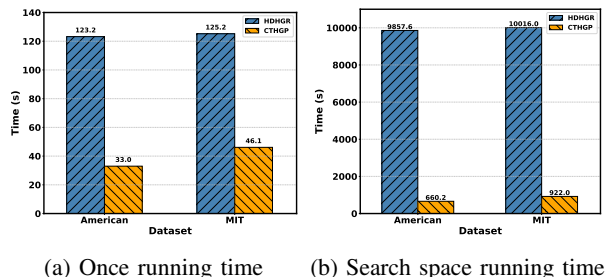 140
120
100
80
60
40
20
0
Time (s)
123.2
33.0
125.2
46.1
HDHGR
CTHGP
American
MIT
Dataset
10000
8000
6000
4000
2000
0
Time (s)
9857.6
660.2
10016.0
922.0
HDHGR
CTHGP
American
MIT
Dataset
(a) Once running time
(b) Search space running time